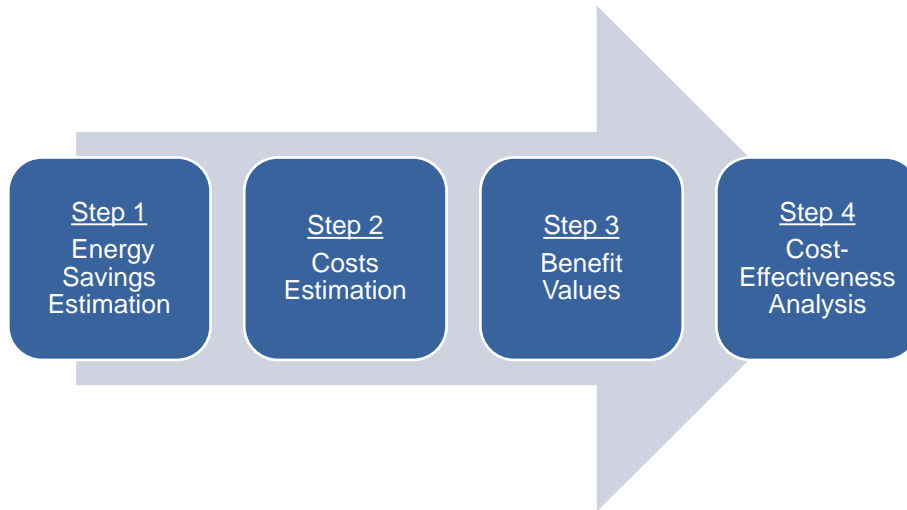 Step 1
Energy
Savings
Estimation
Step 2
Costs
Estimation
Step 3
Benefit
Values
Step 4
Cost-
Effectiveness
Analysis